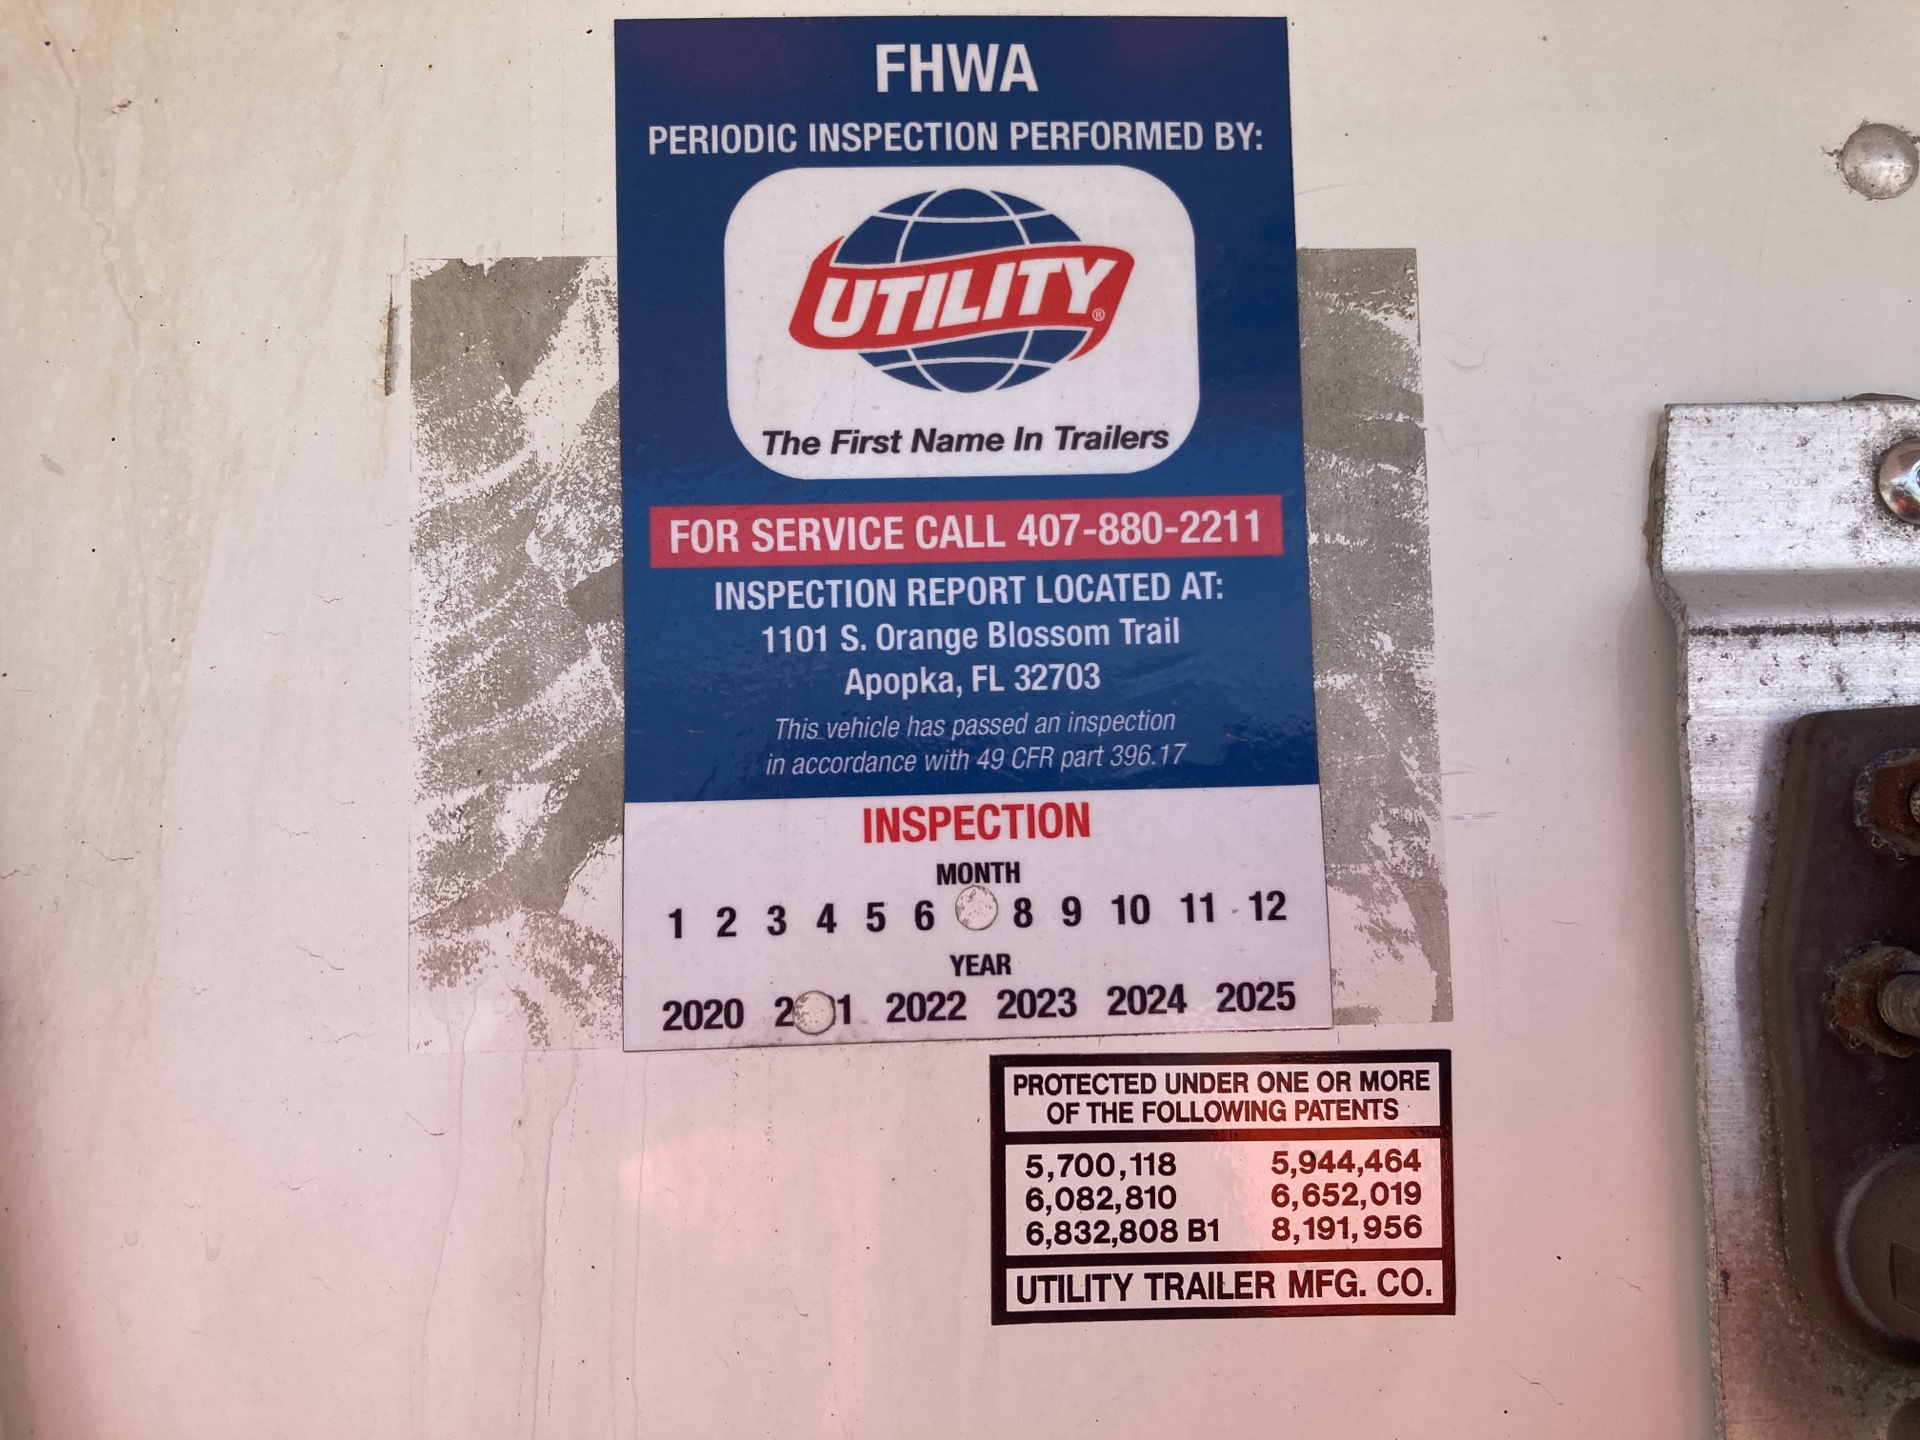 FHWA
PERIODIC INSPECTION PERFORMED BY:
UTILITY®
The First Name In Trailers
FOR SERVICE CALL 407-880-2211
INSPECTION REPORT LOCATED AT:
1101 S. Orange Blossom Trail
Apopka, FL 32703
This vehicle has passed an inspection
in accordance with 49 CFR part 396.17
INSPECTION
MONTH
1 2 3 4 5 6 8 9 10 11 12
YEAR
2020 2 1 2022 2023 2024 2025
PROTECTED UNDER ONE OR MORE
OF THE FOLLOWING PATENTS
5,700,118 5,944,464
6,082,810 6,652,019
6,832,808 B1 8,191,956
UTILITY TRAILER MFG. CO.